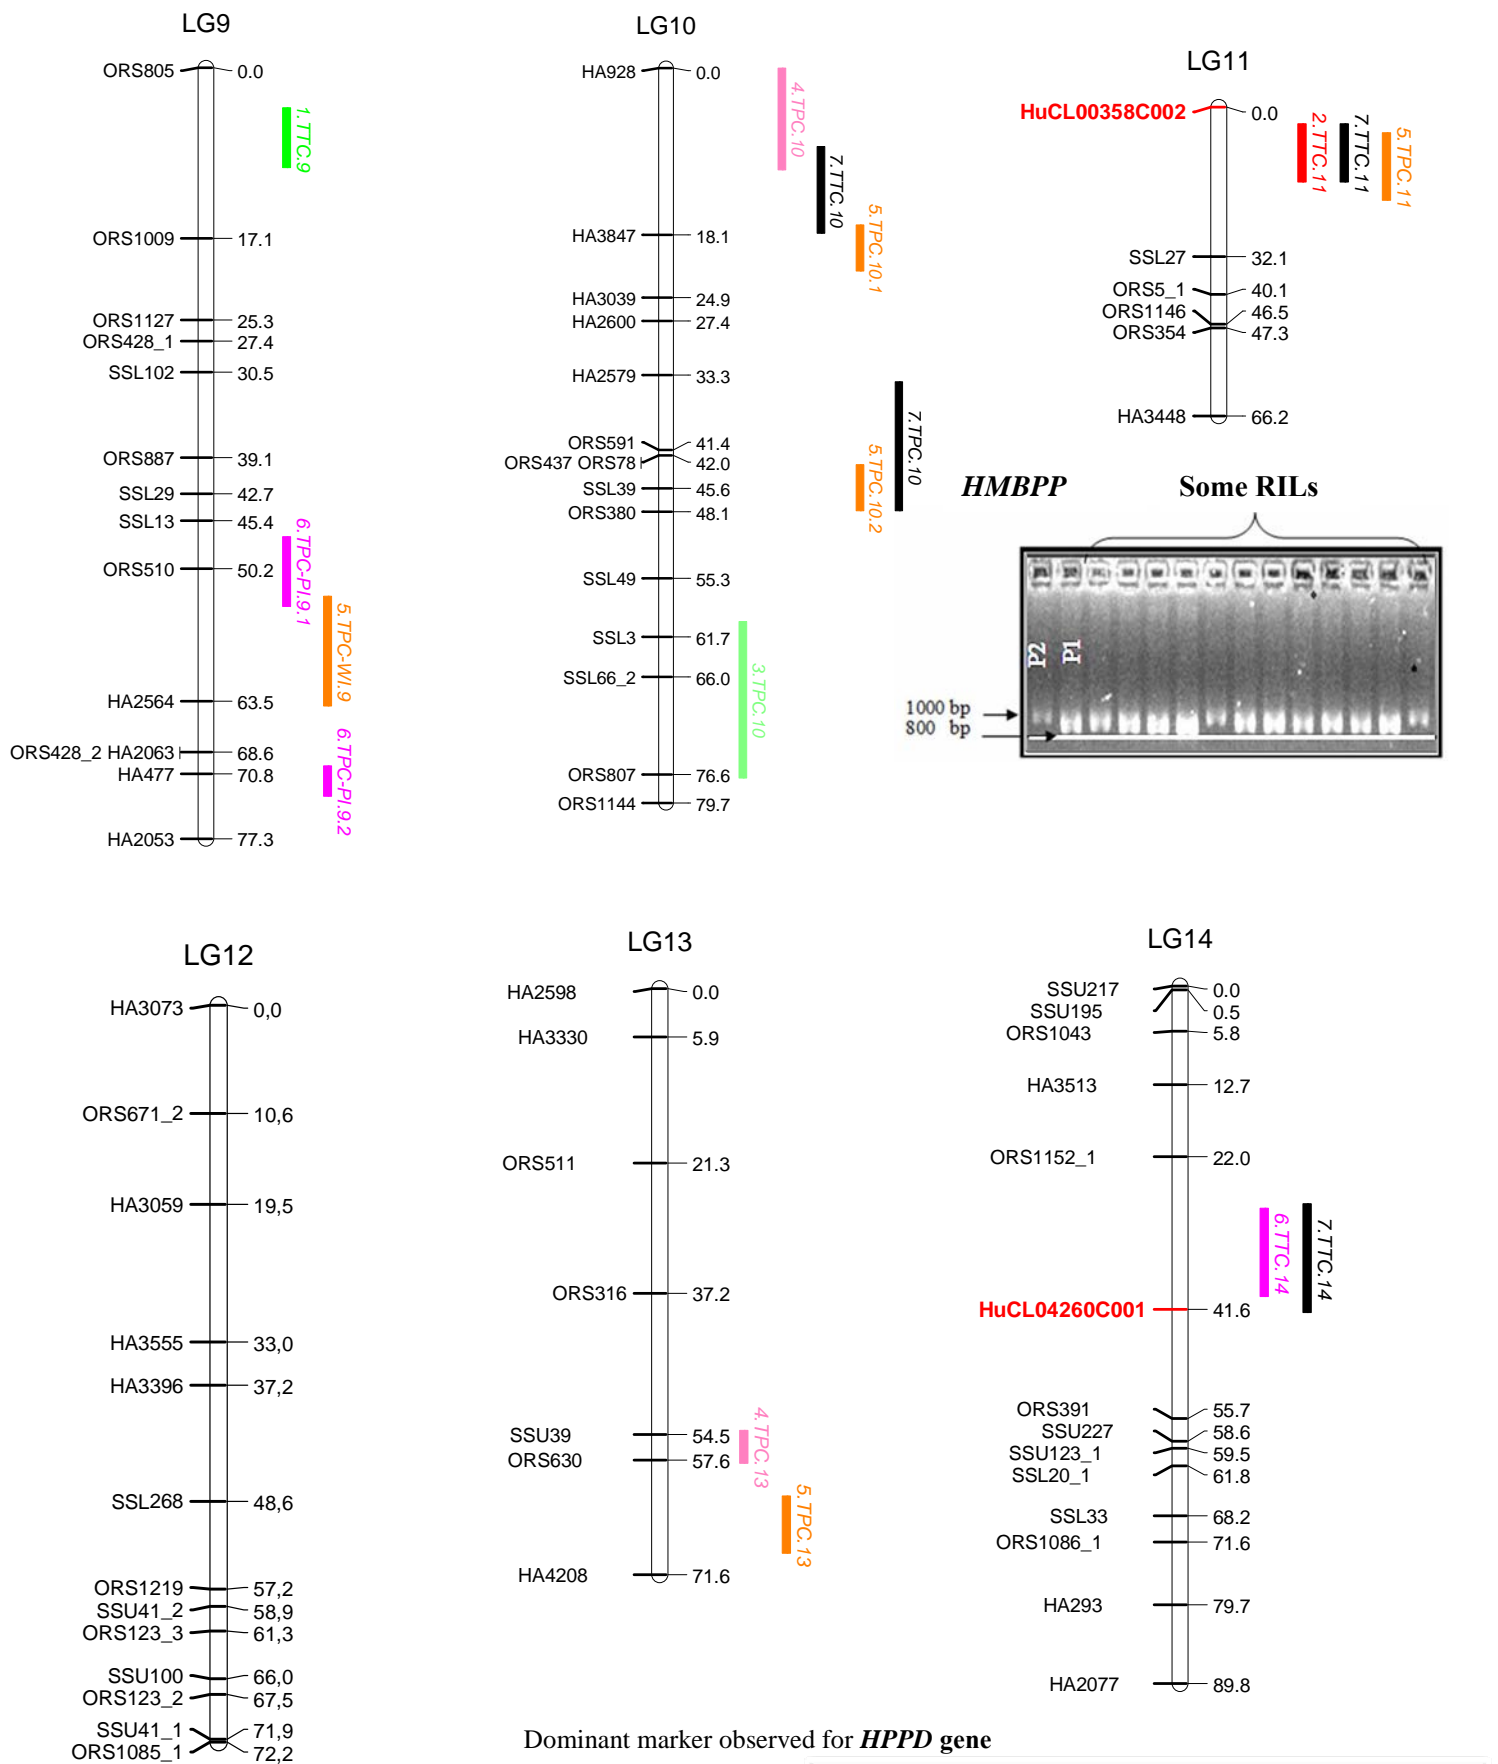 LG9
ORS805 0.0
ORS1009 17.1
ORS1127 25.3
ORS428_1 27.4
SSL102 30.5
ORS887 39.1
SSL29 42.7
SSL13 45.4
ORS510 50.2
HA2564 63.5
ORS428_2 HA2063 68.6
HA477 70.8
HA2053 77.3
1.TTC.9
6.TPC-PI.9.1
5.TPC-WI.9
6.TPC-PI.9.2
LG10
HA928 0.0
HA3847 18.1
HA3039 24.9
HA2600 27.4
HA2579 33.3
ORS591 41.4
ORS437 ORS78 42.0
SSL39 45.6
ORS380 48.1
SSL49 55.3
SSL3 61.7
SSL66_2 66.0
ORS807 76.6
ORS1144 79.7
4.TPC.10
7.TTC.10
5.TPC.10.1
7.TPC.10
5.TPC.10.2
3.TPC.10
LG11
HuCL00358C002 0.0
SSL27 32.1
ORS5_1 40.1
ORS1146 46.5
ORS354 47.3
HA3448 66.2
2.TTC.11
7.TTC.11
5.TPC.11
HMBPP Some RILs
P2 P1
1000 bp
800 bp
LG12
HA3073 0,0
ORS671_2 10,6
HA3059 19,5
HA3555 33,0
HA3396 37,2
SSL268 48,6
ORS1219 57,2
SSU41_2 58,9
ORS123_3 61,3
SSU100 66,0
ORS123_2 67,5
SSU41_1 71,9
ORS1085_1 72,2
LG13
HA2598 0.0
HA3330 5.9
ORS511 21.3
ORS316 37.2
SSU39 54.5
ORS630 57.6
HA4208 71.6
4.TPC.13
5.TPC.13
LG14
SSU217 0.0
SSU195 0.5
ORS1043 5.8
HA3513 12.7
ORS1152_1 22.0
HuCL04260C001 41.6
ORS391 55.7
SSU227 58.6
SSU123_1 59.5
SSL20_1 61.8
SSL33 68.2
ORS1086_1 71.6
HA293 79.7
HA2077 89.8
6.TTC.14
7.TTC.14
Dominant marker observed for HPPD gene